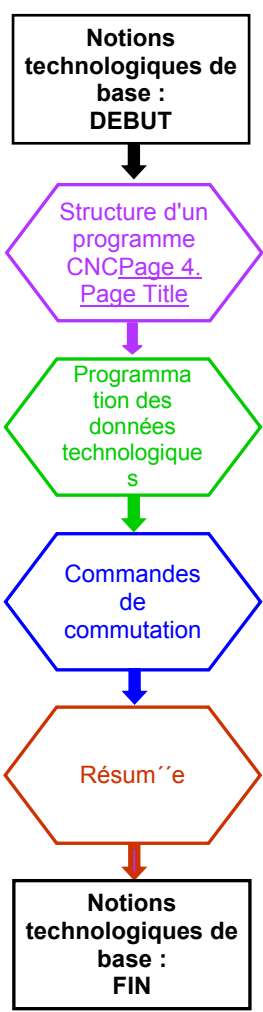 Notions
technologiques de
base :
DEBUT
Structure d'un
programme
CNCPage 4.
Page Title
Programma
tion des
données
technologique
s
Commandes
de
commutation
Résum´´e
Notions
technologiques de
base :
FIN